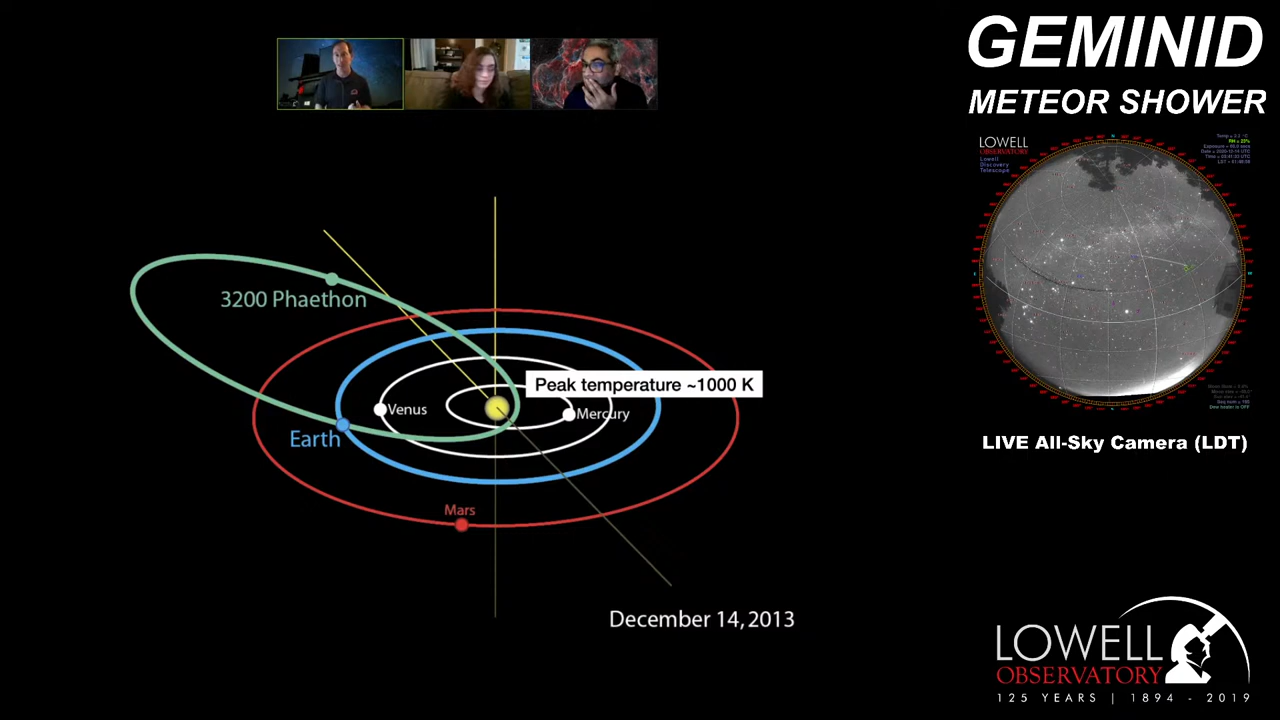 GEMINID
METEOR SHOWER
LOWELL
OBSERVATORY
Lowell
Discovery
Telescope
3200 Phaethon
Peak temperature ~1000 K
Venus
Mercury
Earth
LIVE All-Sky Camera (LDT)
Mars
December 14, 2013
LOWELL
OBSERVATORY
125 YEARS | 1894 - 2019